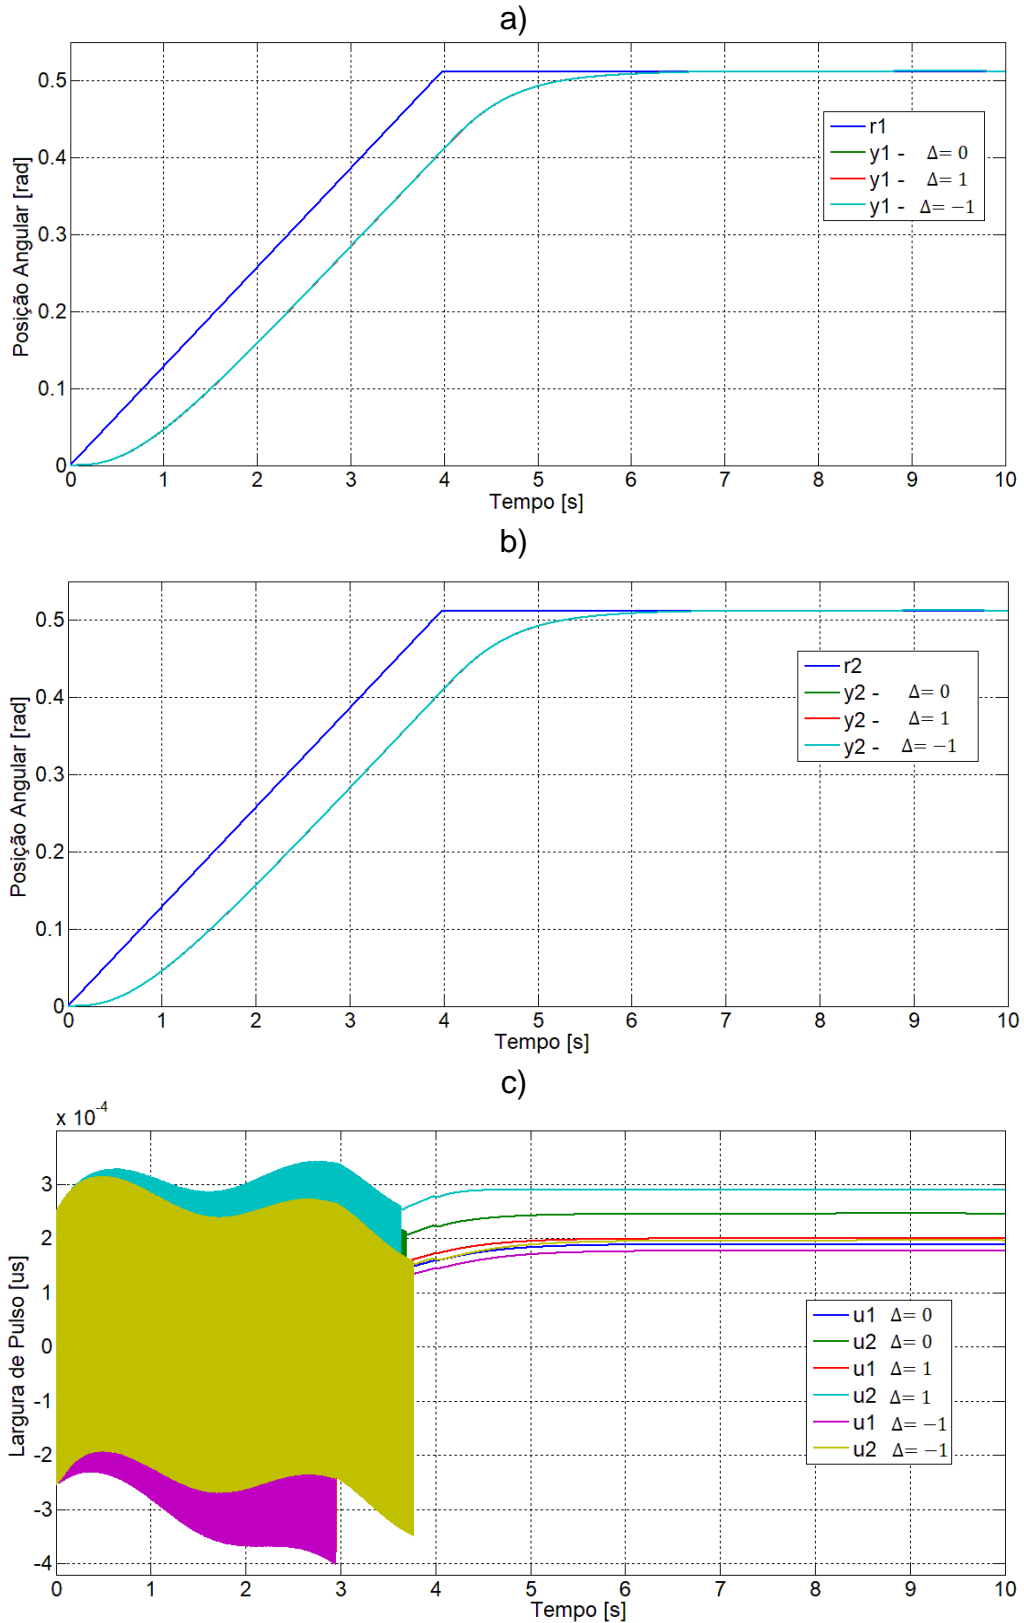 a)
Posição Angular [rad]
0.5
0.4
0.3
0.2
0.1
0
r1
y1 - Δ= 0
y1 - Δ= 1
y1 - Δ= −1
0 1 2 3 4 5 6 7 8 9 10
Tempo [s]
b)
Posição Angular [rad]
0.5
0.4
0.3
0.2
0.1
0
r2
y2 - Δ= 0
y2 - Δ= 1
y2 - Δ= −1
0 1 2 3 4 5 6 7 8 9 10
Tempo [s]
c)
x 10⁻⁴
Largura de Pulso [us]
3
2
1
0
-1
-2
-3
-4
u1 Δ= 0
u2 Δ= 0
u1 Δ= 1
u2 Δ= 1
u1 Δ= −1
u2 Δ= −1
0 1 2 3 4 5 6 7 8 9 10
Tempo [s]